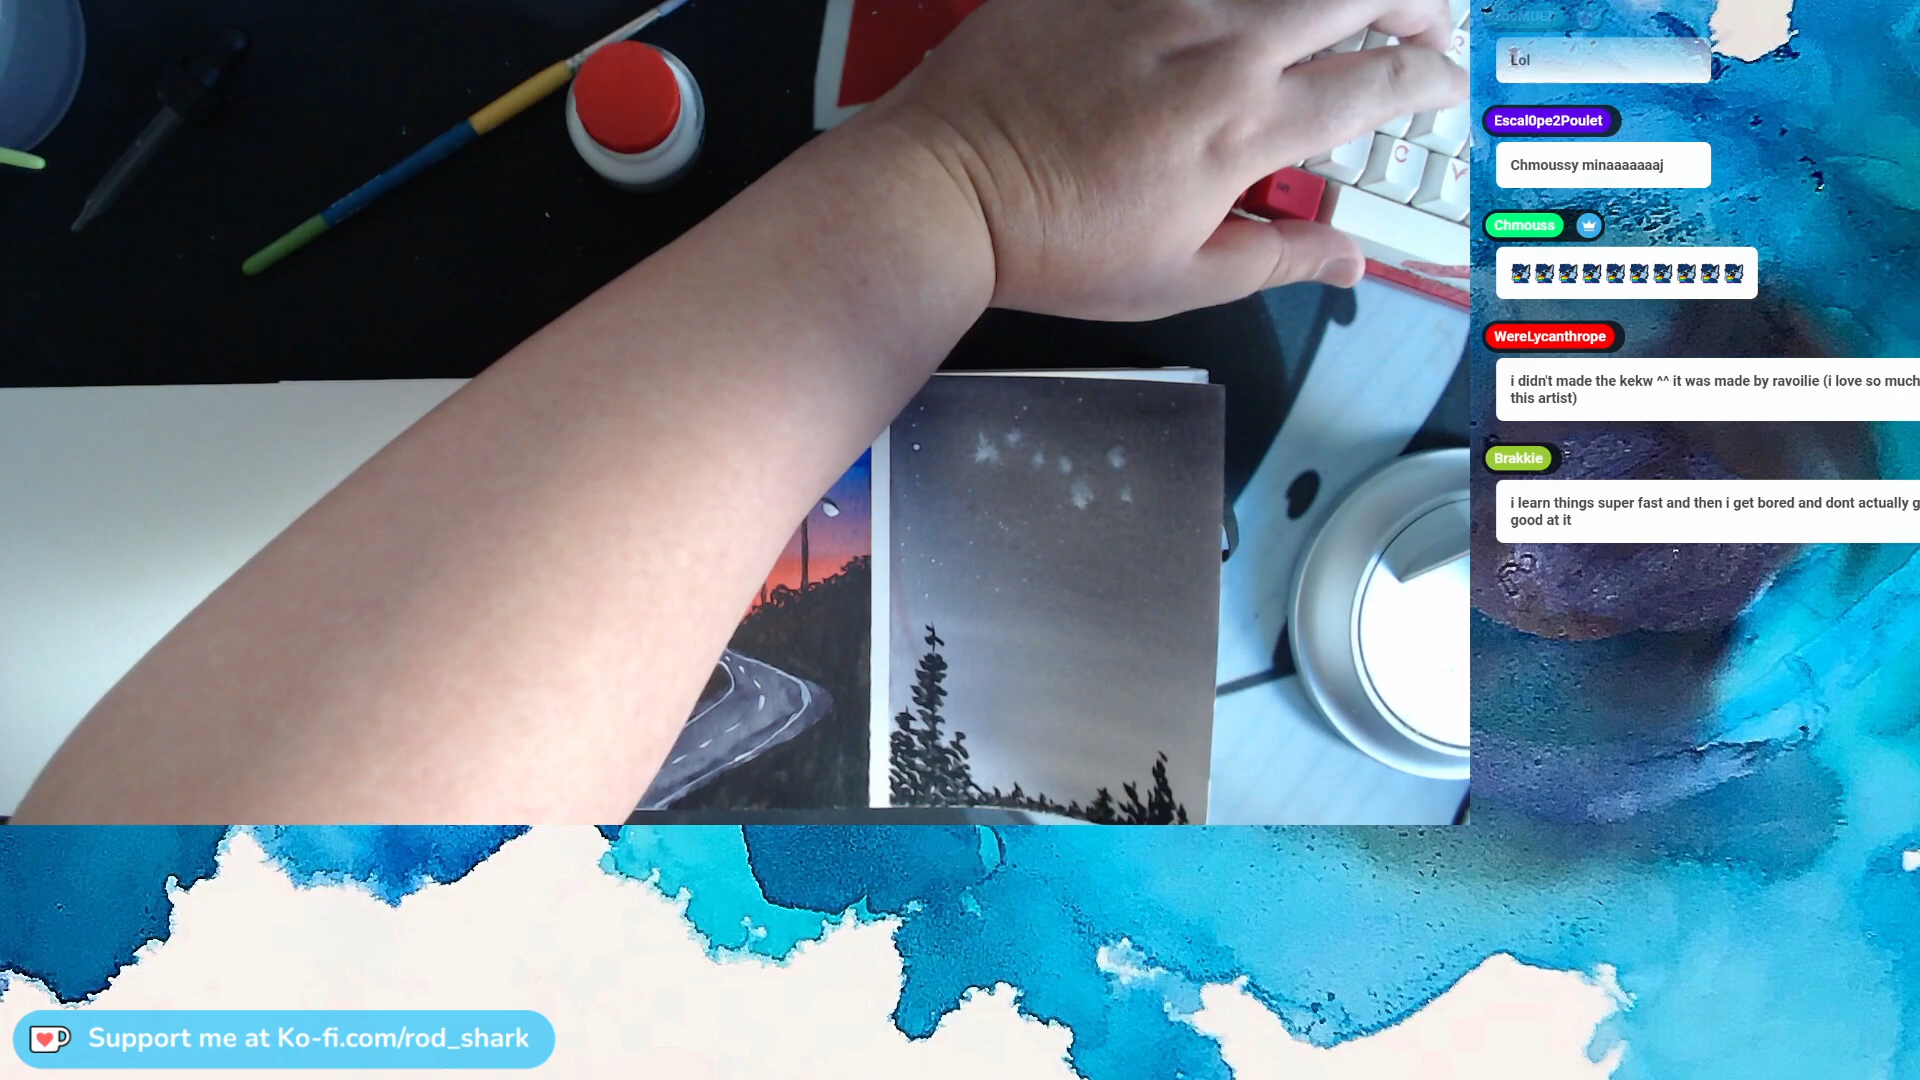 Lol
Escal0pe2Poulet
Chmoussy minaaaaaaaj
Chmouss
WereLycanthrope
i didn't made the kekw ^^ it was made by ravoilie (i love so much
this artist)
Brakkie
i learn things super fast and then i get bored and dont actually g
good at it
Support me at Ko-fi.com/rod_shark